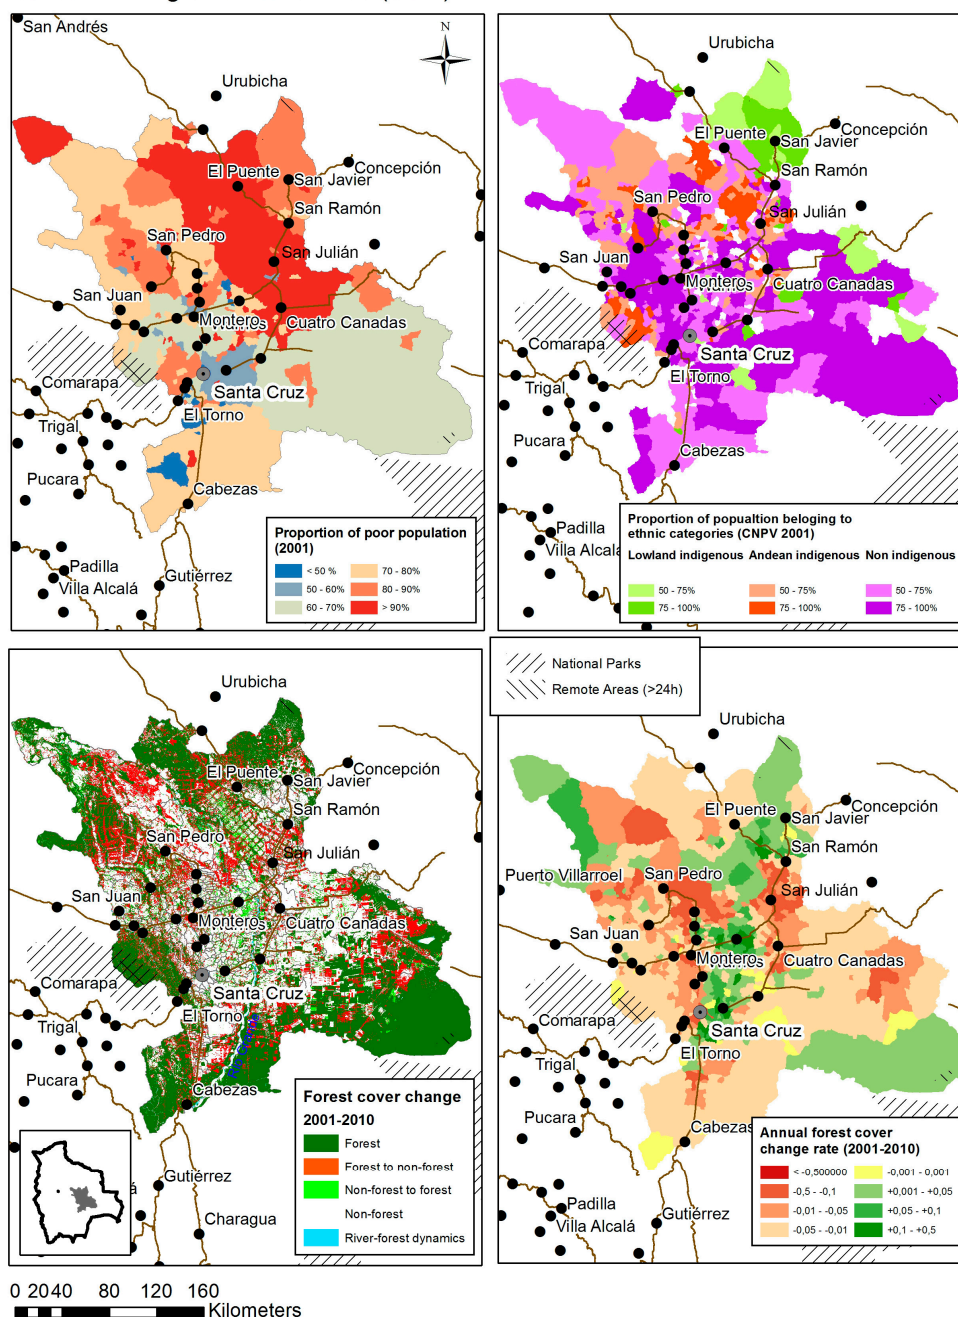 San Andrés
N
Urubicha
El Puente
Concepción
San Javier
San Ramón
San Pedro
San Julián
San Juan
Montero
Cuatro Canadas
Comarapa
Santa Cruz
El Torno
Trigal
Pucara
Cabezas
Padilla
Villa Alcalá
Gutiérrez
Proportion of poor population
(2001)
< 50 %
70 - 80%
50 - 60%
80 - 90%
60 - 70%
> 90%
Urubicha
El Puente
Concepción
San Javier
San Ramón
San Pedro
San Julián
San Juan
Montero
Cuatro Canadas
Santa Cruz
Comarapa
El Torno
Trigal
Pucara
Cabezas
Padilla
Villa Alcalá
Proportion of popualtion beloging to
ethnic categories (CNPV 2001)
Lowland indigenous Andean indigenous Non indigenous
50 - 75% 50 - 75% 50 - 75%
75 - 100% 75 - 100% 75 - 100%
National Parks
Remote Areas (>24h)
Urubicha
El Puente
Concepción
San Javier
San Ramón
San Pedro
San Julián
San Juan
Montero
Cuatro Canadas
Comarapa
Santa Cruz
El Torno
Trigal
Pucara
Cabezas
Gutiérrez
Charagua
Forest cover change
2001-2010
Forest
Forest to non-forest
Non-forest to forest
Non-forest
River-forest dynamics
Urubicha
El Puente
Concepción
San Javier
San Ramón
Puerto Villarroel
San Pedro
San Julián
San Juan
Montero
Cuatro Canadas
Comarapa
Santa Cruz
El Torno
Trigal
Pucara
Cabezas
Padilla
Villa Alcalá
Gutiérrez
Annual forest cover
change rate (2001-2010)
< -0,500000
-0,001 - 0,001
-0,5 - -0,1
+0,001 - +0,05
-0,01 - -0,05
+0,05 - +0,1
-0,05 - -0,01
+0,1 - +0,5
0 20 40 80 120 160
Kilometers